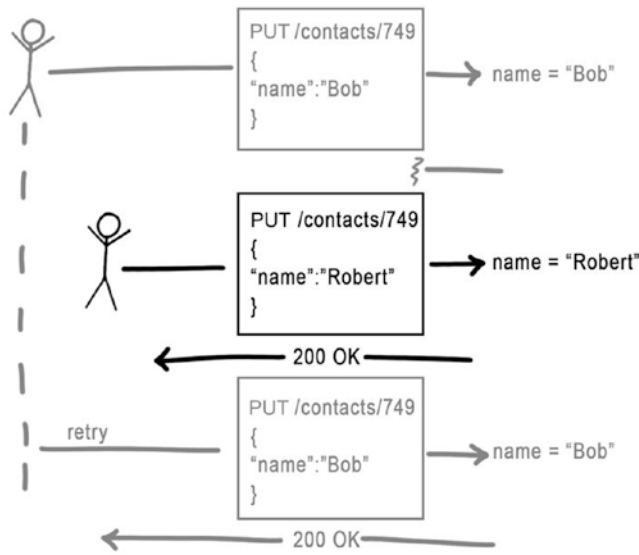 PUT /contacts/749
{
"name":"Bob"
}
name = "Bob"
PUT /contacts/749
{
"name":"Robert"
}
name = "Robert"
200 OK
retry
PUT /contacts/749
{
"name":"Bob"
}
name = "Bob"
200 OK